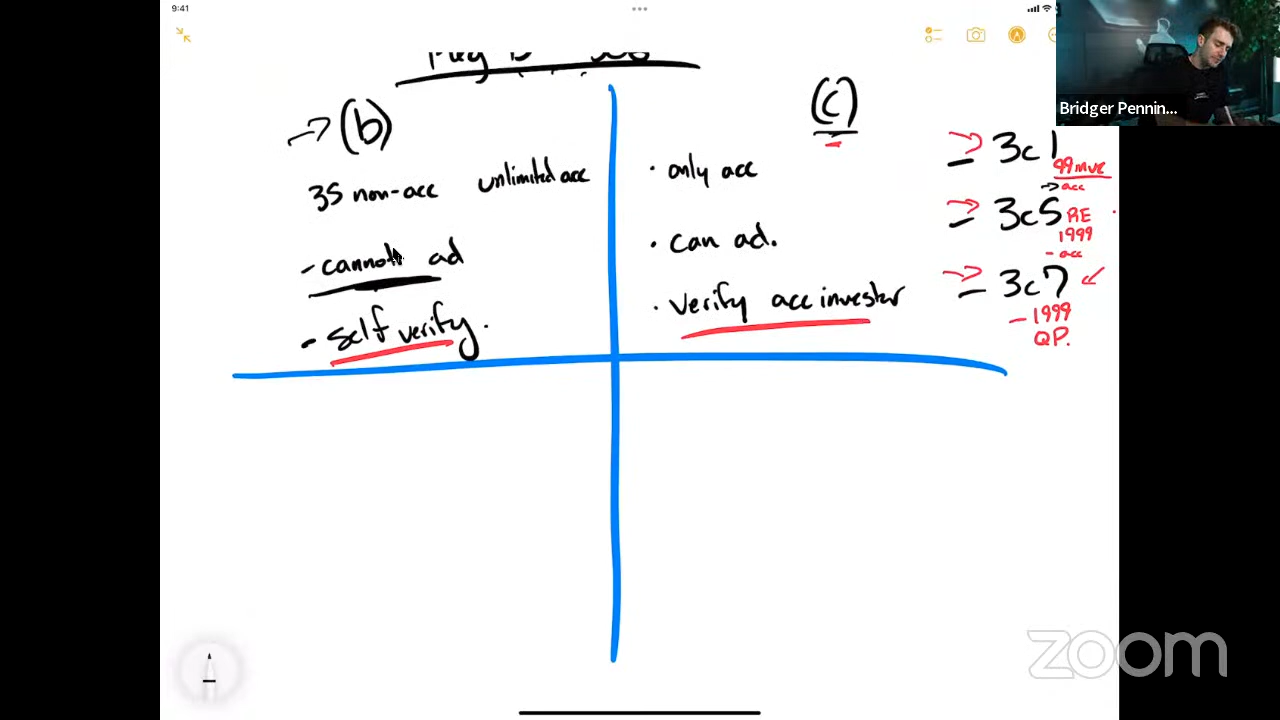 9:41
Bridger Pennin...
(b)
35 non-acc unlimited acc
- cannot ad
- self verify.
(c)
· only acc
· can ad.
· verify acc investor
- 3c1
99 inve
acc
- 3c5 RE
1999
- acc
- 3c7
- 1999
QP.
zoom